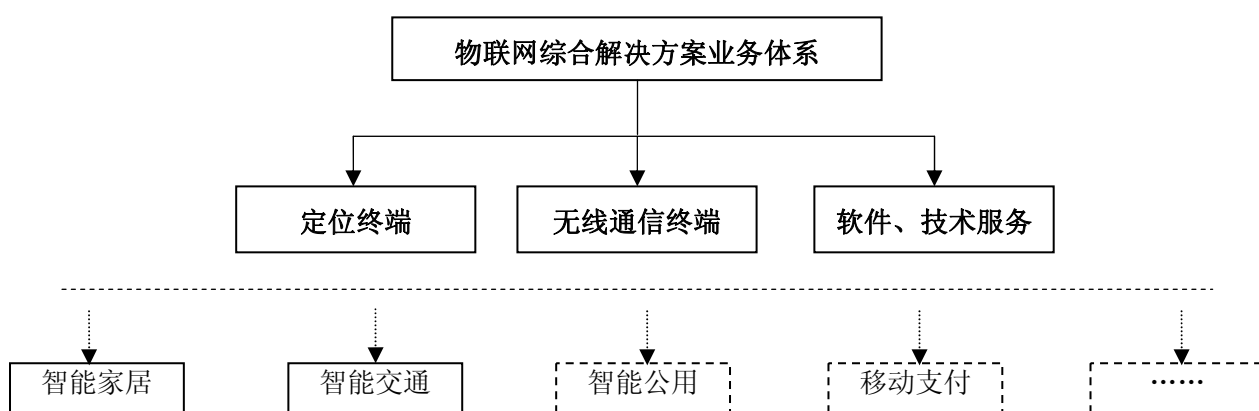 物联网综合解决方案业务体系
定位终端
无线通信终端
软件、技术服务
智能家居
智能交通
智能公用
移动支付
……